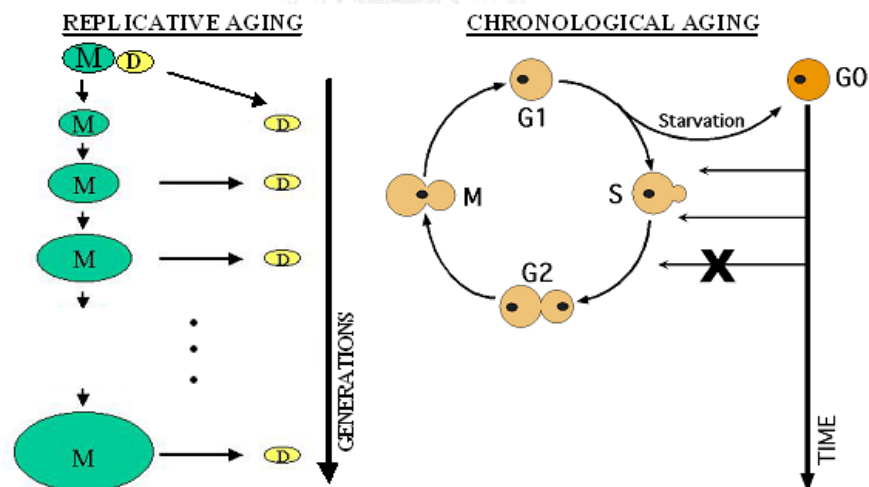 REPLICATIVE AGING
M D
M D
M D
M D
M D
GENERATIONS
CHRONOLOGICAL AGING
G1
G0
Starvation
M
S
G2
X
TIME